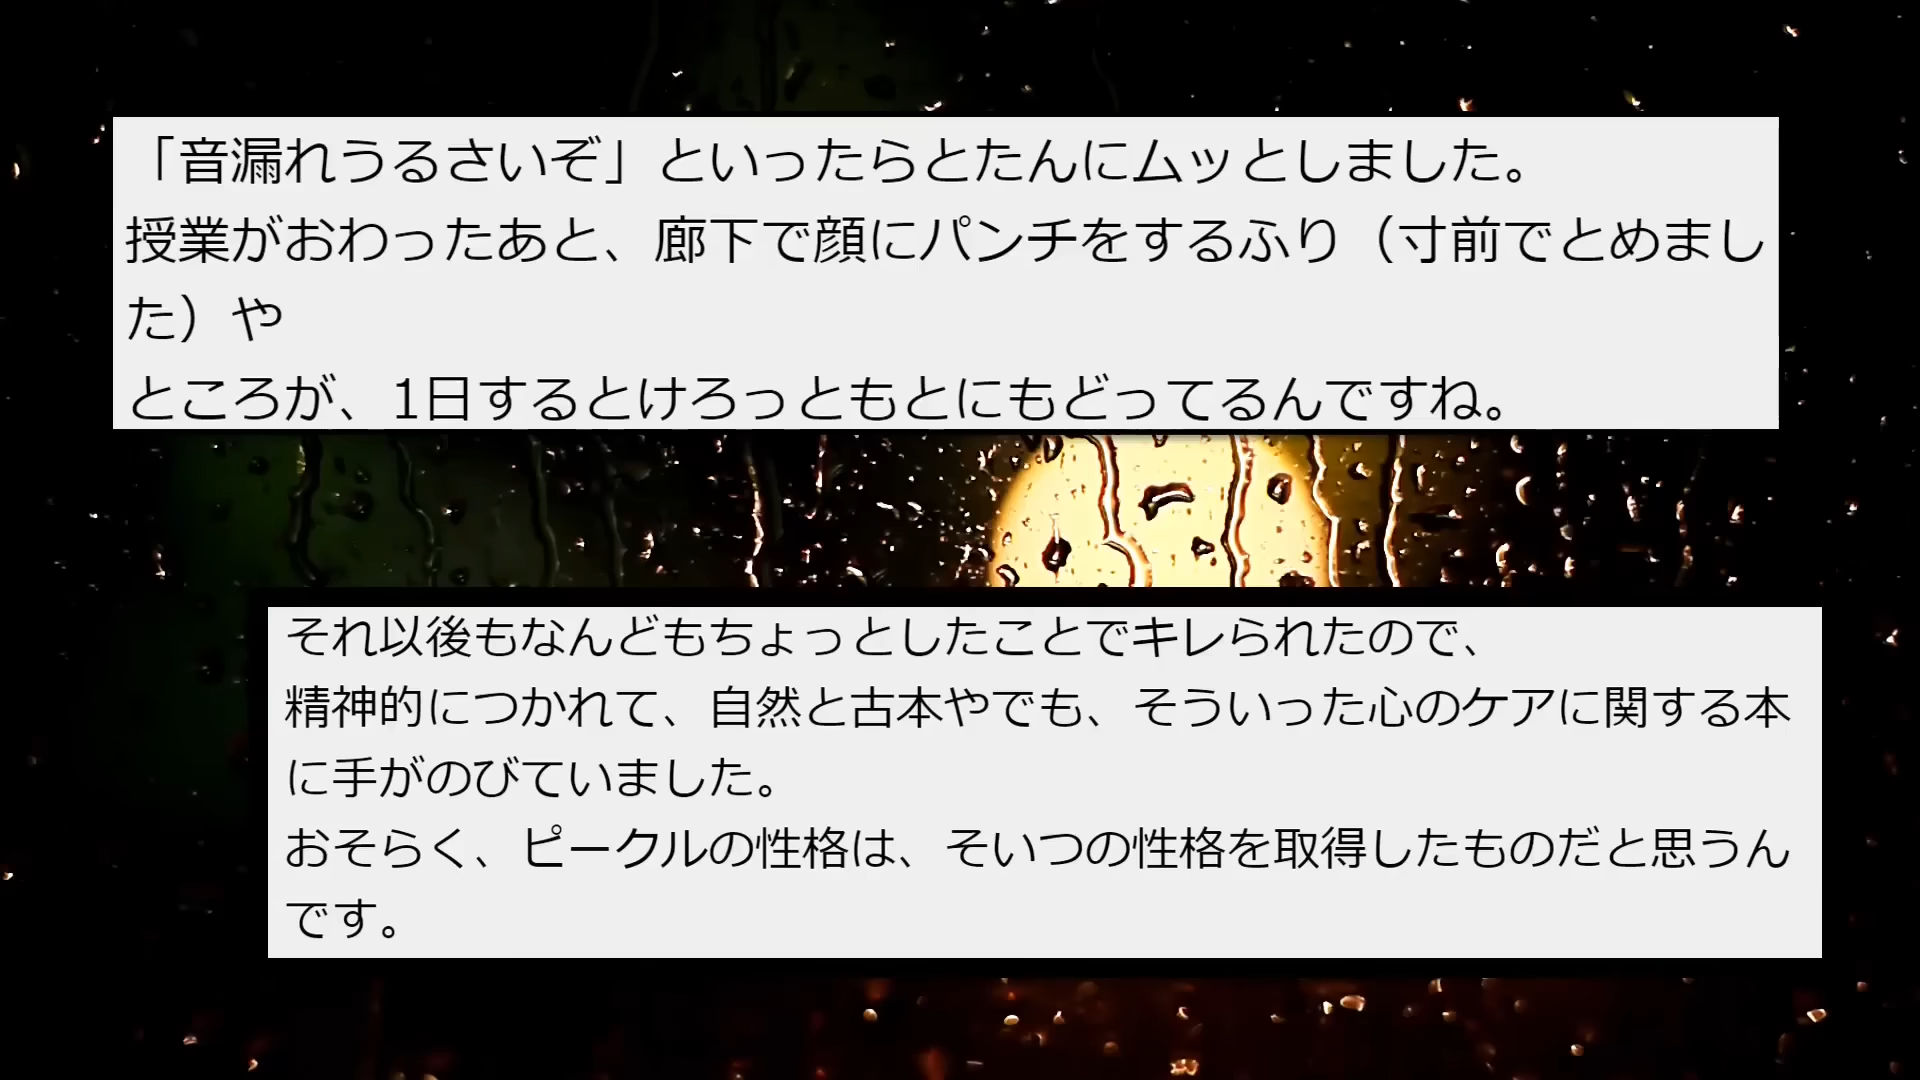 「音漏れうるさいぞ」といったらとたんにムッとしました。
授業がおわったあと、廊下で顔にパンチをするふり（寸前でとめまし
た）や
ところが、1日するとけろっともとにもどってるんですね。
それ以後もなんどもちょっとしたことでキレられたので、
精神的につかれて、自然と古本やでも、そういった心のケアに関する本
に手がのびていました。
おそらく、ピークルの性格は、そいつの性格を取得したものだと思うん
です。